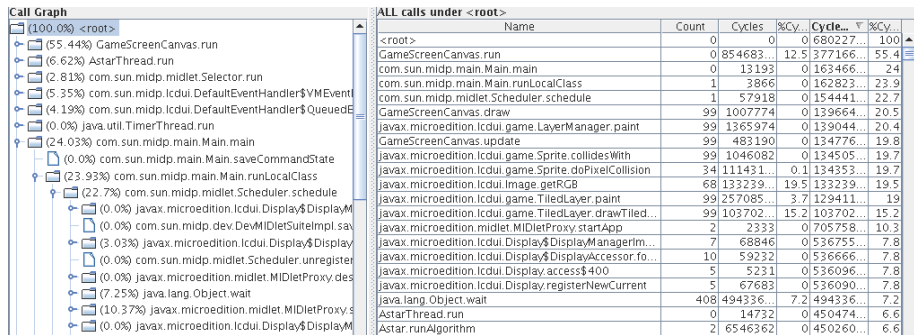 Call Graph
(100.0%) <root>
(55.44%) GameScreenCanvas.run
(6.62%) AstarThread.run
(2.81%) com.sun.midp.midlet.Selector.run
(5.35%) com.sun.midp.lcdui.DefaultEventHandler$VMEventl
(4.19%) com.sun.midp.lcdui.DefaultEventHandler$QueuedE
(0.0%) java.util.TimerThread.run
(24.03%) com.sun.midp.main.Main.main
(0.0%) com.sun.midp.main.Main.saveCommandState
(23.93%) com.sun.midp.main.Main.runLocalClass
(22.7%) com.sun.midp.midlet.Scheduler.schedule
(0.0%) javax.microedition.lcdui.Display$DisplayM
(0.0%) com.sun.midp.dev.DevMIDletSuiteImpl.sav
(3.03%) javax.microedition.lcdui.Display$Display
(0.0%) com.sun.midp.midlet.Scheduler.unregister
(0.0%) javax.microedition.midlet.MIDletProxy.des
(7.25%) java.lang.Object.wait
(10.37%) javax.microedition.midlet.MIDletProxy.s
(0.0%) javax.microedition.lcdui.Display$DisplayM
ALL calls under <root>
Name Count Cycles %Cy... Cycle... %Cy...
<root> 0 0 0 680227... 100
GameScreenCanvas.run 0 854683... 12.5 377166... 55.4
com.sun.midp.main.Main.main 0 13193 0 163466... 24
com.sun.midp.main.Main.runLocalClass 1 3866 0 162823... 23.9
com.sun.midp.midlet.Scheduler.schedule 1 57918 0 154441... 22.7
GameScreenCanvas.draw 99 1007774 0 139664... 20.5
javax.microedition.lcdui.game.LayerManager.paint 99 1365974 0 139044... 20.4
GameScreenCanvas.update 99 483190 0 134776... 19.8
javax.microedition.lcdui.game.Sprite.collidesWith 99 1046082 0 134505... 19.7
javax.microedition.lcdui.game.Sprite.doPixelCollision 34 111431... 0.1 134353... 19.7
javax.microedition.lcdui.Image.getRGB 68 133239... 19.5 133239... 19.5
javax.microedition.lcdui.game.TiledLayer.paint 99 257085... 3.7 129411... 19
javax.microedition.lcdui.game.TiledLayer.drawTiled... 99 103702... 15.2 103702... 15.2
javax.microedition.midlet.MIDletProxy.startApp 2 2333 0 705758... 10.3
javax.microedition.lcdui.Display$DisplayManagerIm... 7 68846 0 536755... 7.8
javax.microedition.lcdui.Display$DisplayAccessor.fo... 10 59232 0 536666... 7.8
javax.microedition.lcdui.Display.access$400 5 5231 0 536096... 7.8
javax.microedition.lcdui.Display.registerNewCurrent 5 67683 0 536090... 7.8
java.lang.Object.wait 408 494336... 7.2 494336... 7.2
AstarThread.run 0 14732 0 450474... 6.6
Astar.runAlgorithm 2 6546362 0 450260... 6.6